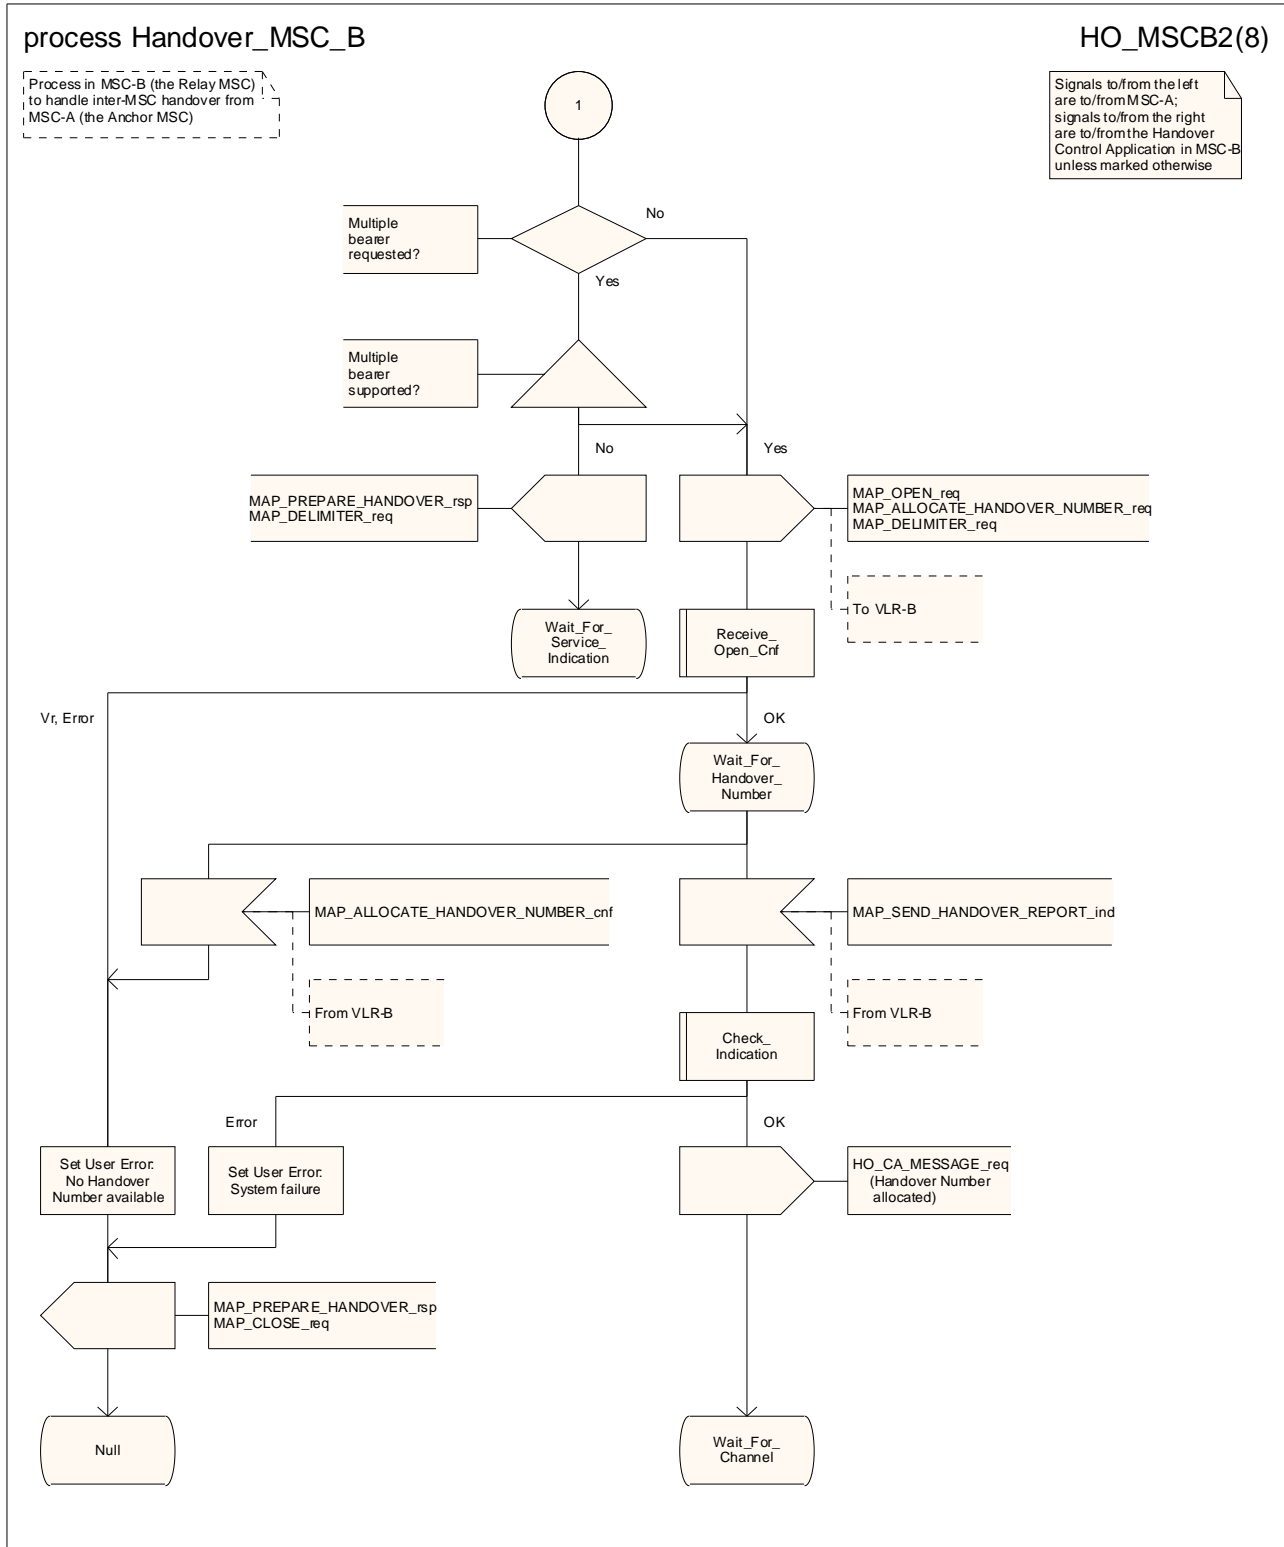 process Handover_MSC_B
HO_MSCB2(8)
Process in MSC-B (the Relay MSC)
to handle inter-MSC handover from
MSC-A (the Anchor MSC)
Signals to/from the left
are to/from MSC-A;
signals to/from the right
are to/from the Handover
Control Application in MSC-B
unless marked otherwise
1
Multiple
bearer
requested?
No
Yes
Multiple
bearer
supported?
No
Yes
MAP_PREPARE_HANDOVER_rsp
MAP_DELIMITER_req
MAP_OPEN_req
MAP_ALLOCATE_HANDOVER_NUMBER_req
MAP_DELIMITER_req
To VLR-B
Wait_For_
Service_
Indication
Receive_
Open_Cnf
Vr, Error
OK
Wait_For_
Handover_
Number
MAP_ALLOCATE_HANDOVER_NUMBER_cnf
MAP_SEND_HANDOVER_REPORT_ind
From VLR-B
From VLR-B
Check_
Indication
Error
OK
Set User Error:
No Handover
Number available
Set User Error:
System failure
HO_CA_MESSAGE_req
(Handover Number
allocated)
MAP_PREPARE_HANDOVER_rsp
MAP_CLOSE_req
Null
Wait_For_
Channel